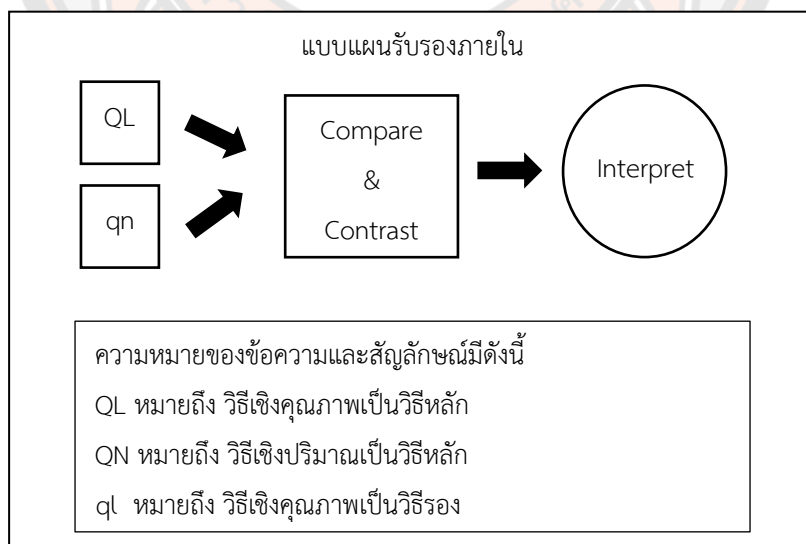 แบบแผนรับรองภายใน
QL
qn
Compare
&
Contrast
Interpret
ความหมายของข้อความและสัญลักษณ์มีดังนี้
QL หมายถึง วิธีเชิงคุณภาพเป็นวิธีหลัก
QN หมายถึง วิธีเชิงปริมาณเป็นวิธีหลัก
ql หมายถึง วิธีเชิงคุณภาพเป็นวิธีรอง